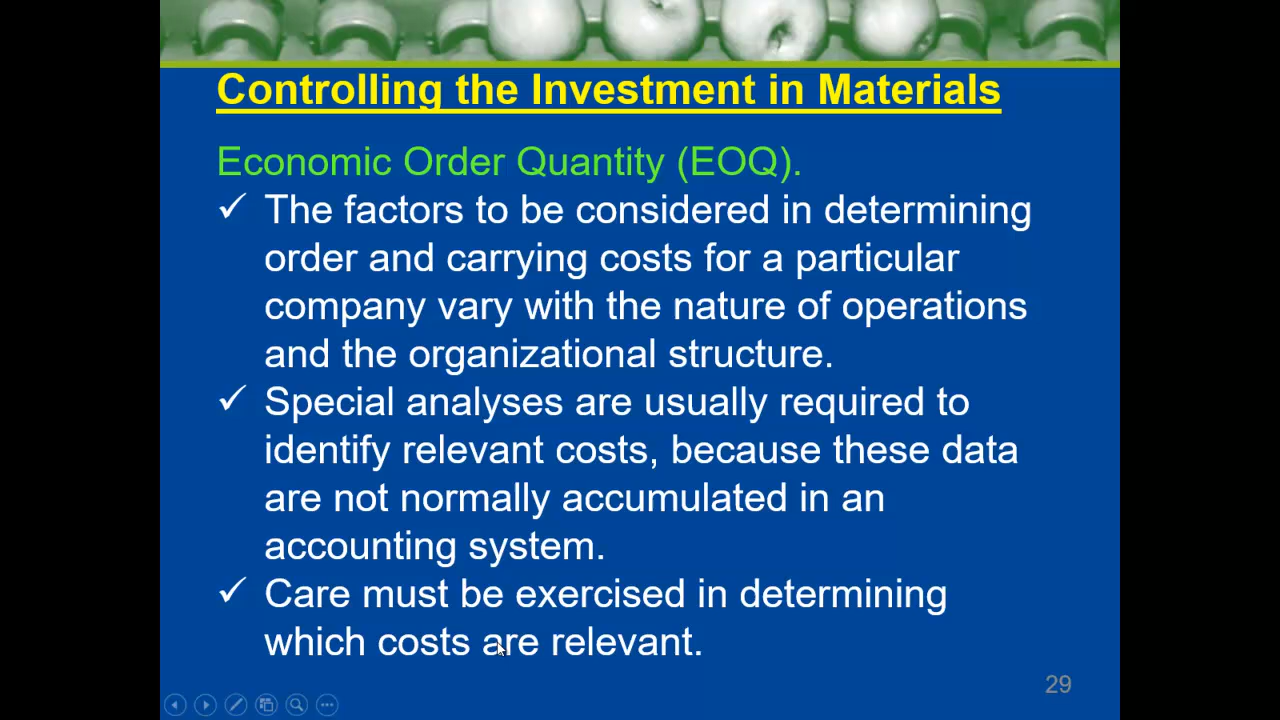 Controlling the Investment in Materials
Economic Order Quantity (EOQ).
✓ The factors to be considered in determining
order and carrying costs for a particular
company vary with the nature of operations
and the organizational structure.
✓ Special analyses are usually required to
identify relevant costs, because these data
are not normally accumulated in an
accounting system.
✓ Care must be exercised in determining
which costs are relevant.
29